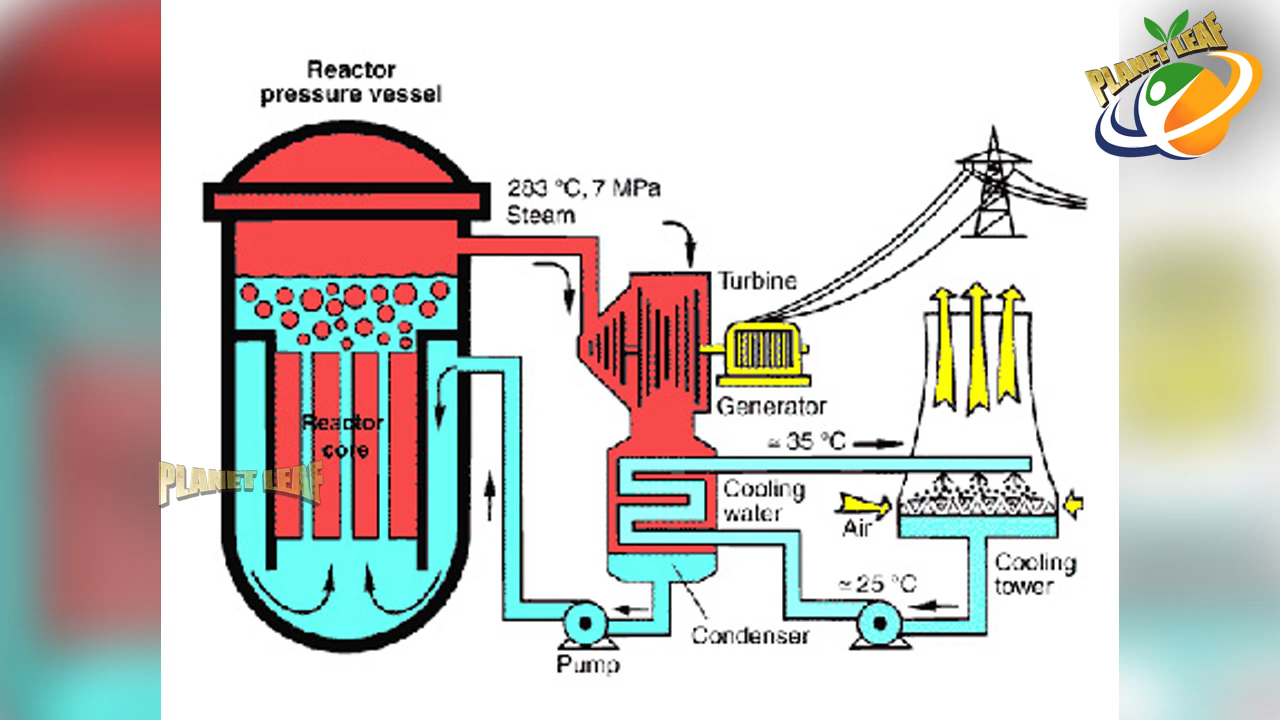 PLANET LEAF
Reactor
pressure vessel
283 °C, 7 MPa
Steam
Turbine
Generator
Reactor
core
≃ 35 °C
PLANET LEAF
Cooling
water
Air
≃ 25 °C
Cooling
tower
Condenser
Pump